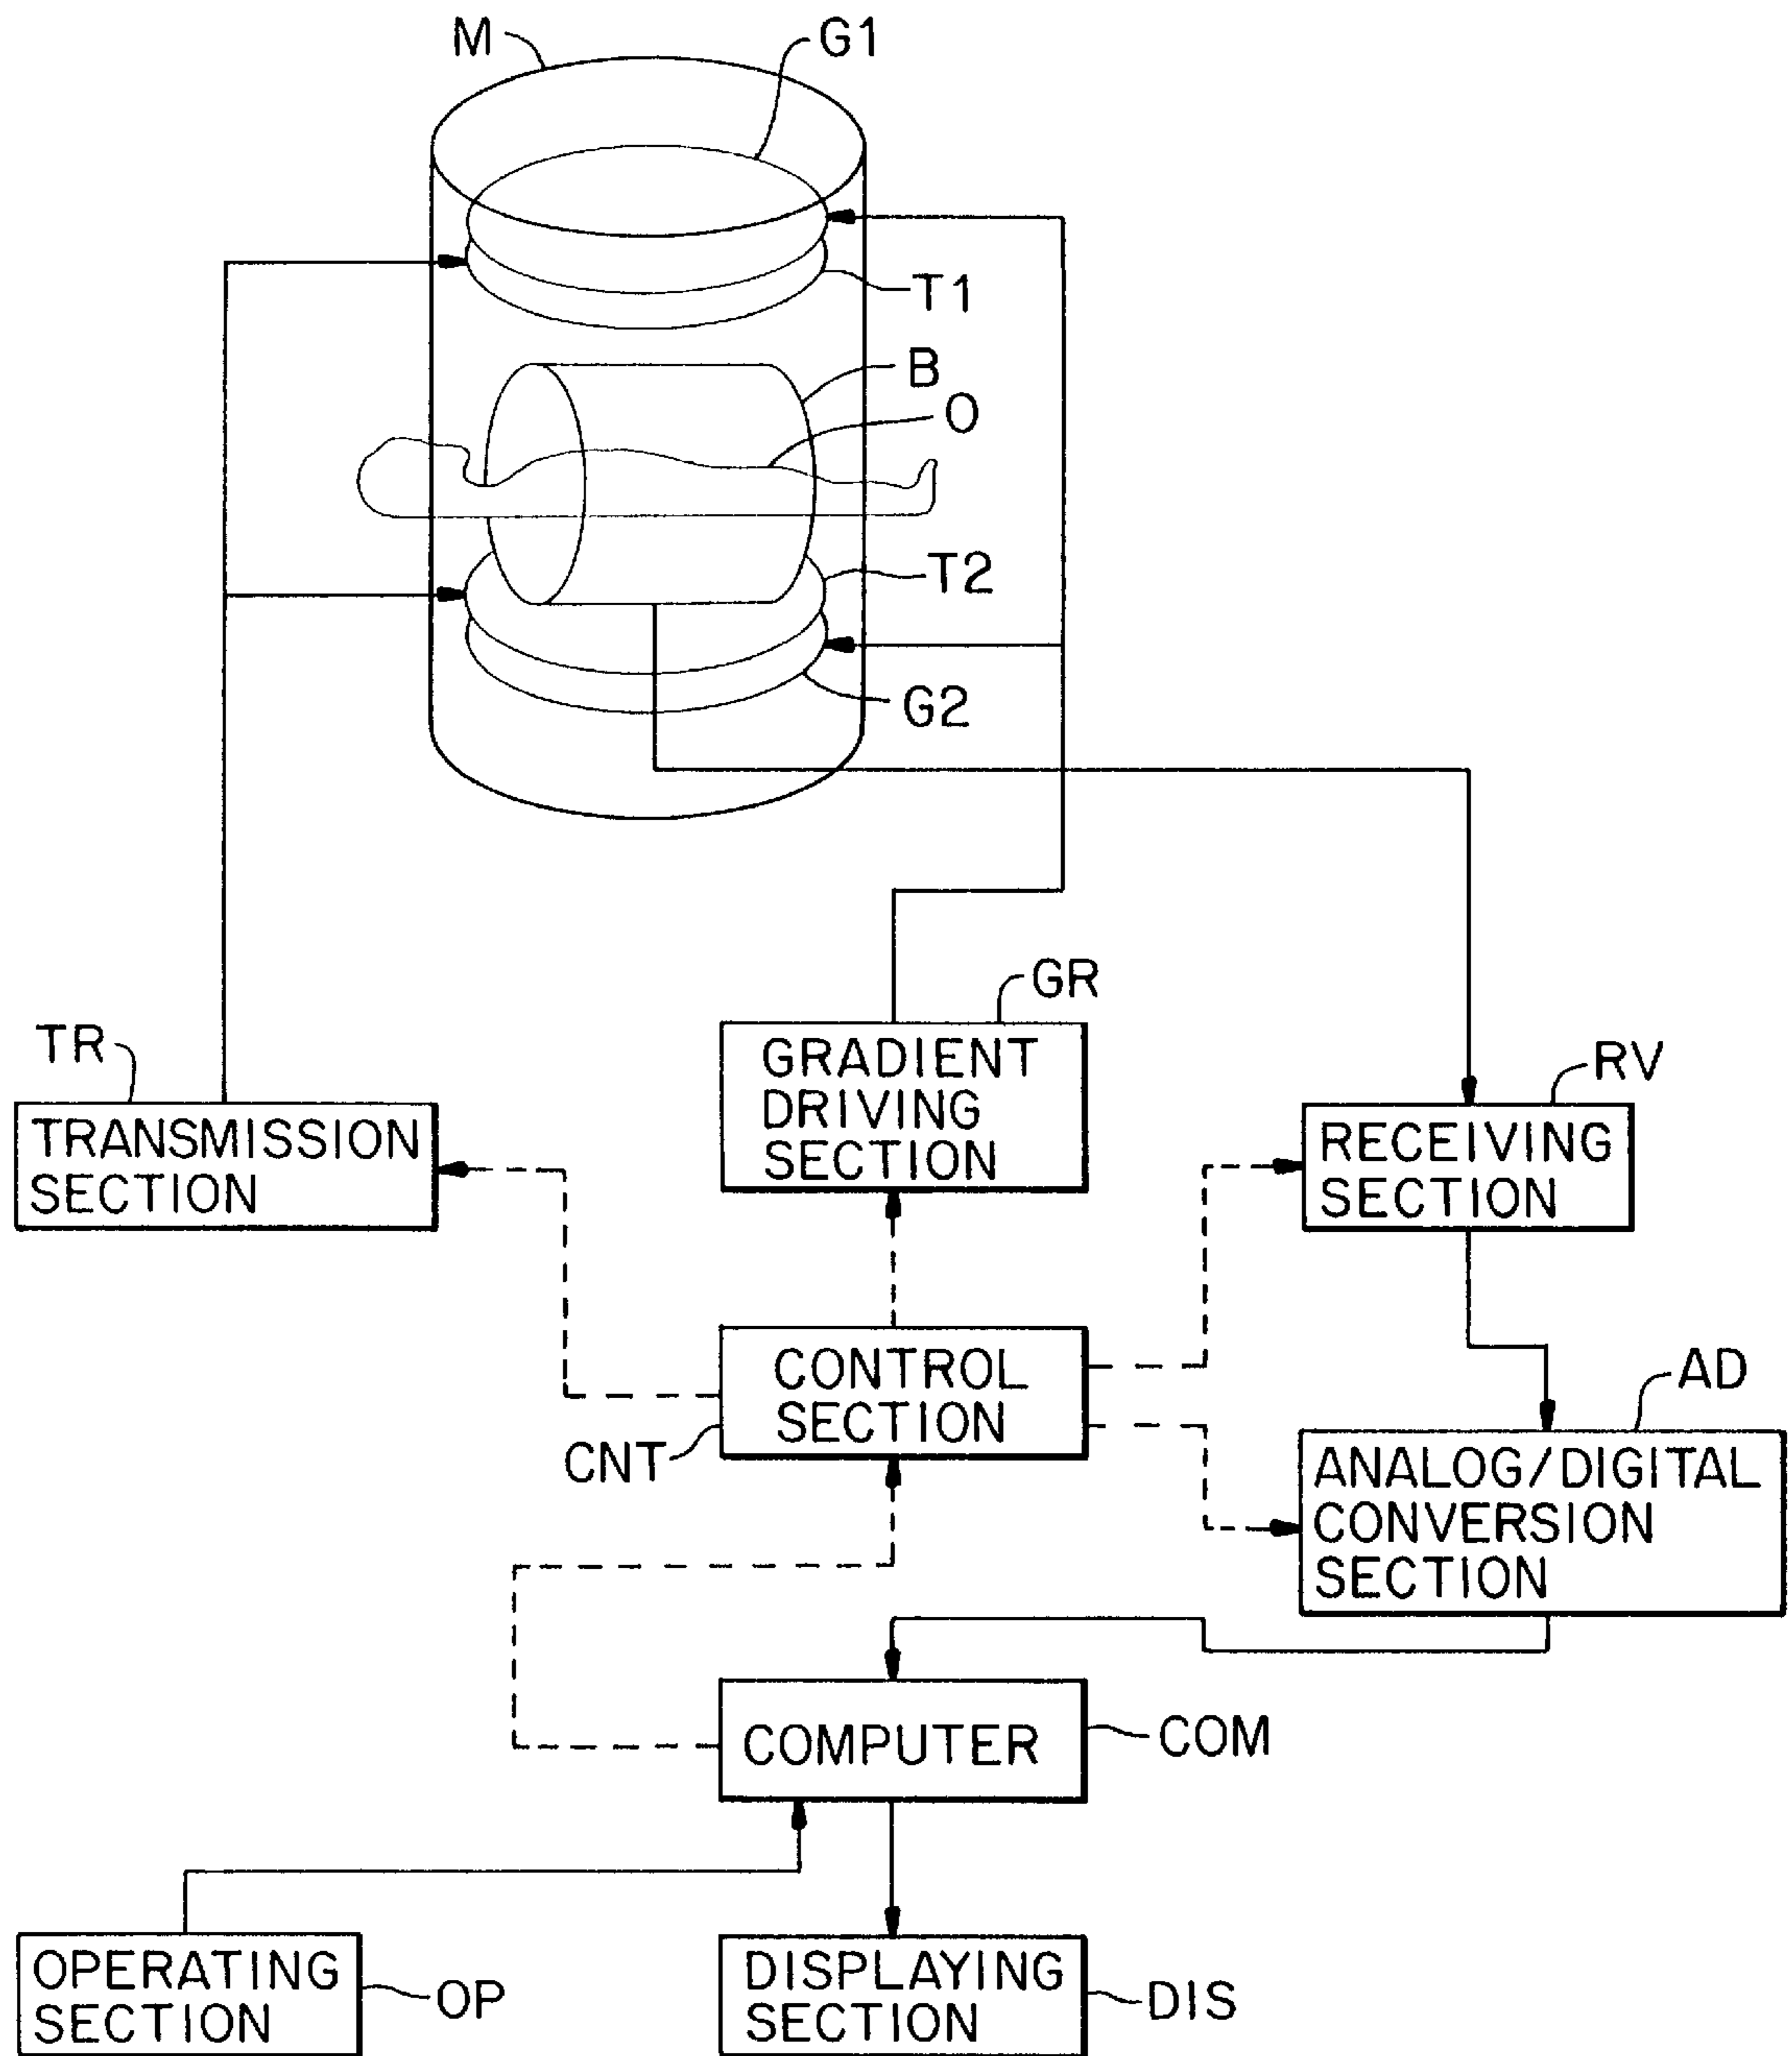 M
G1
T1
B
O
T2
G2
GR
TR
GRADIENT
DRIVING
SECTION
RV
TRANSMISSION
SECTION
RECEIVING
SECTION
CONTROL
SECTION
CNT
AD
ANALOG/DIGITAL
CONVERSION
SECTION
COMPUTER
COM
OPERATING
SECTION
OP
DISPLAYING
SECTION
DIS